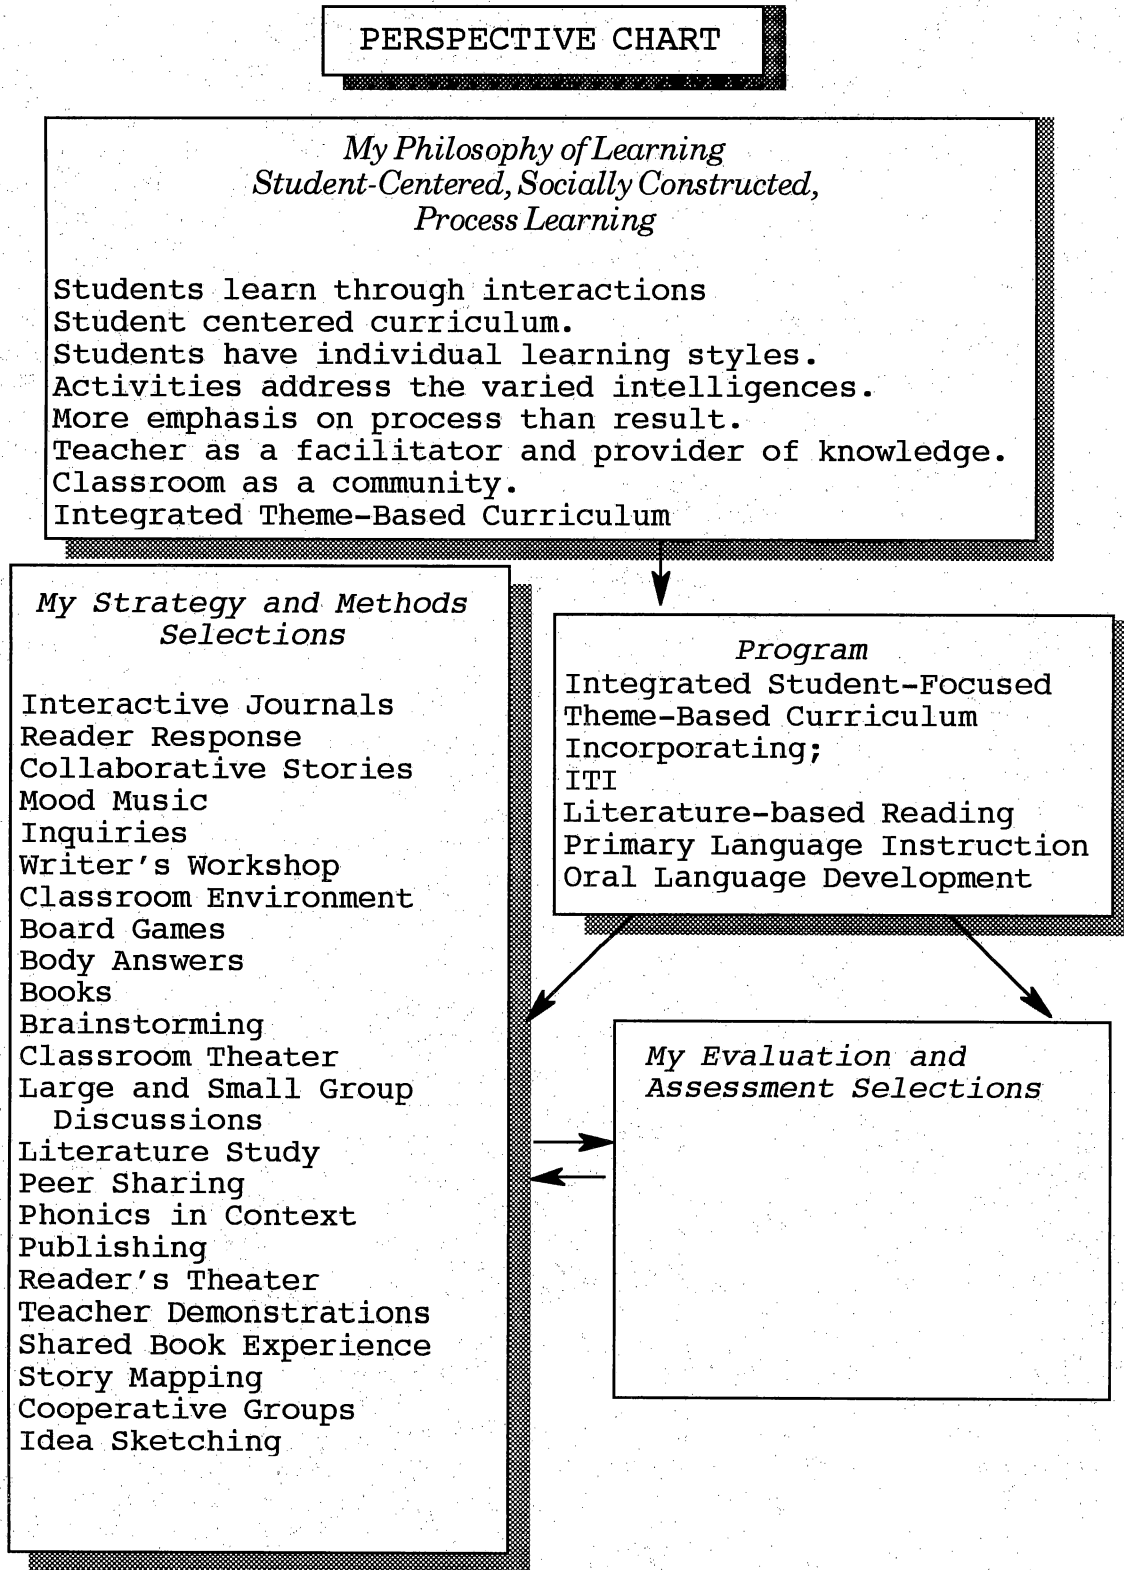 PERSPECTIVE CHART
My Philosophy of Learning
Student-Centered, Socially Constructed,
Process Learning
Students learn through interactions
Student centered curriculum.
Students have individual learning styles.
Activities address the varied intelligences.
More emphasis on process than result.
Teacher as a facilitator and provider of knowledge.
Classroom as a community.
Integrated Theme-Based Curriculum
My Strategy and Methods
Selections
Interactive Journals
Reader Response
Collaborative Stories
Mood Music
Inquiries
Writer's Workshop
Classroom Environment
Board Games
Body Answers
Books
Brainstorming
Classroom Theater
Large and Small Group
Discussions
Literature Study
Peer Sharing
Phonics in Context
Publishing
Reader's Theater
Teacher Demonstrations
Shared Book Experience
Story Mapping
Cooperative Groups
Idea Sketching
Program
Integrated Student-Focused
Theme-Based Curriculum
Incorporating;
ITI
Literature-based Reading
Primary Language Instruction
Oral Language Development
My Evaluation and
Assessment Selections